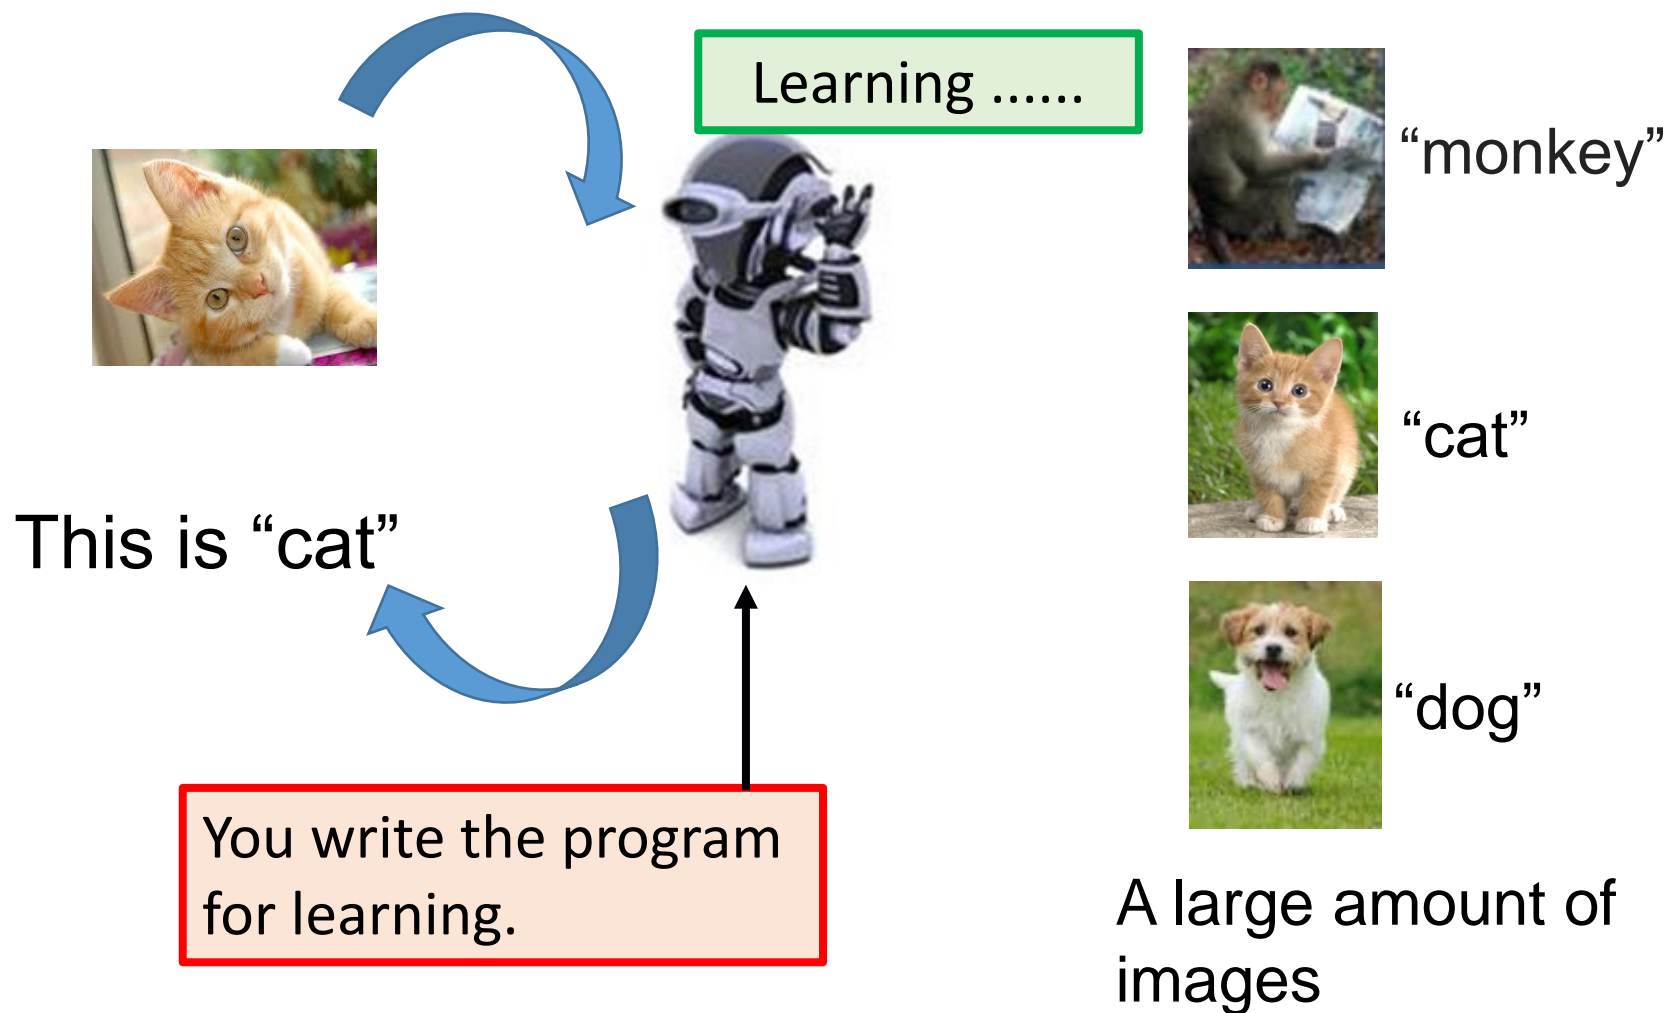 Learning ......
“monkey”
“cat”
This is “cat”
“dog”
You write the program
for learning.
A large amount of
images